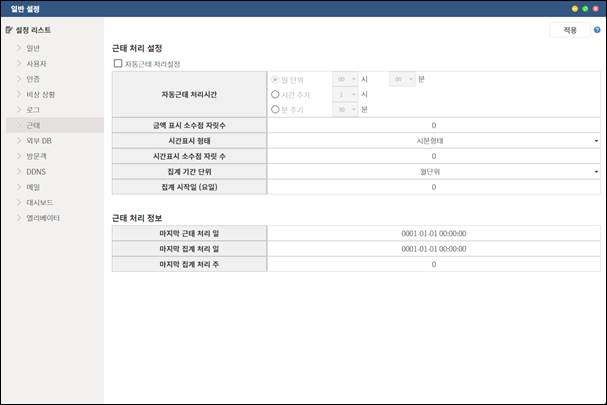 일반 설정
설정 리스트
적용
일반
사용자
인증
비상 상황
로그
근태
외부 DB
방문객
DDNS
메일
대시보드
엘리베이터
근태 처리 설정
자동근태 처리설정
자동근태 처리시간
월 단위 00 시 00 분
시간 주기 1 시
분 주기 30 분
금액 표시 소수점 자릿수 0
시간표시 형태 시분형태
시간표시 소수점 자릿 수 0
집계 기간 단위 월단위
집계 시작일 (요일) 0
근태 처리 정보
마지막 근태 처리 일 0001-01-01 00:00:00
마지막 집계 처리 일 0001-01-01 00:00:00
마지막 집계 처리 주 0